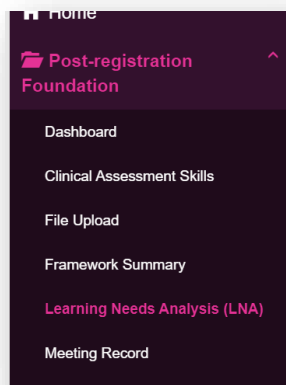 Home
Post-registration
Foundation
Dashboard
Clinical Assessment Skills
File Upload
Framework Summary
Learning Needs Analysis (LNA)
Meeting Record